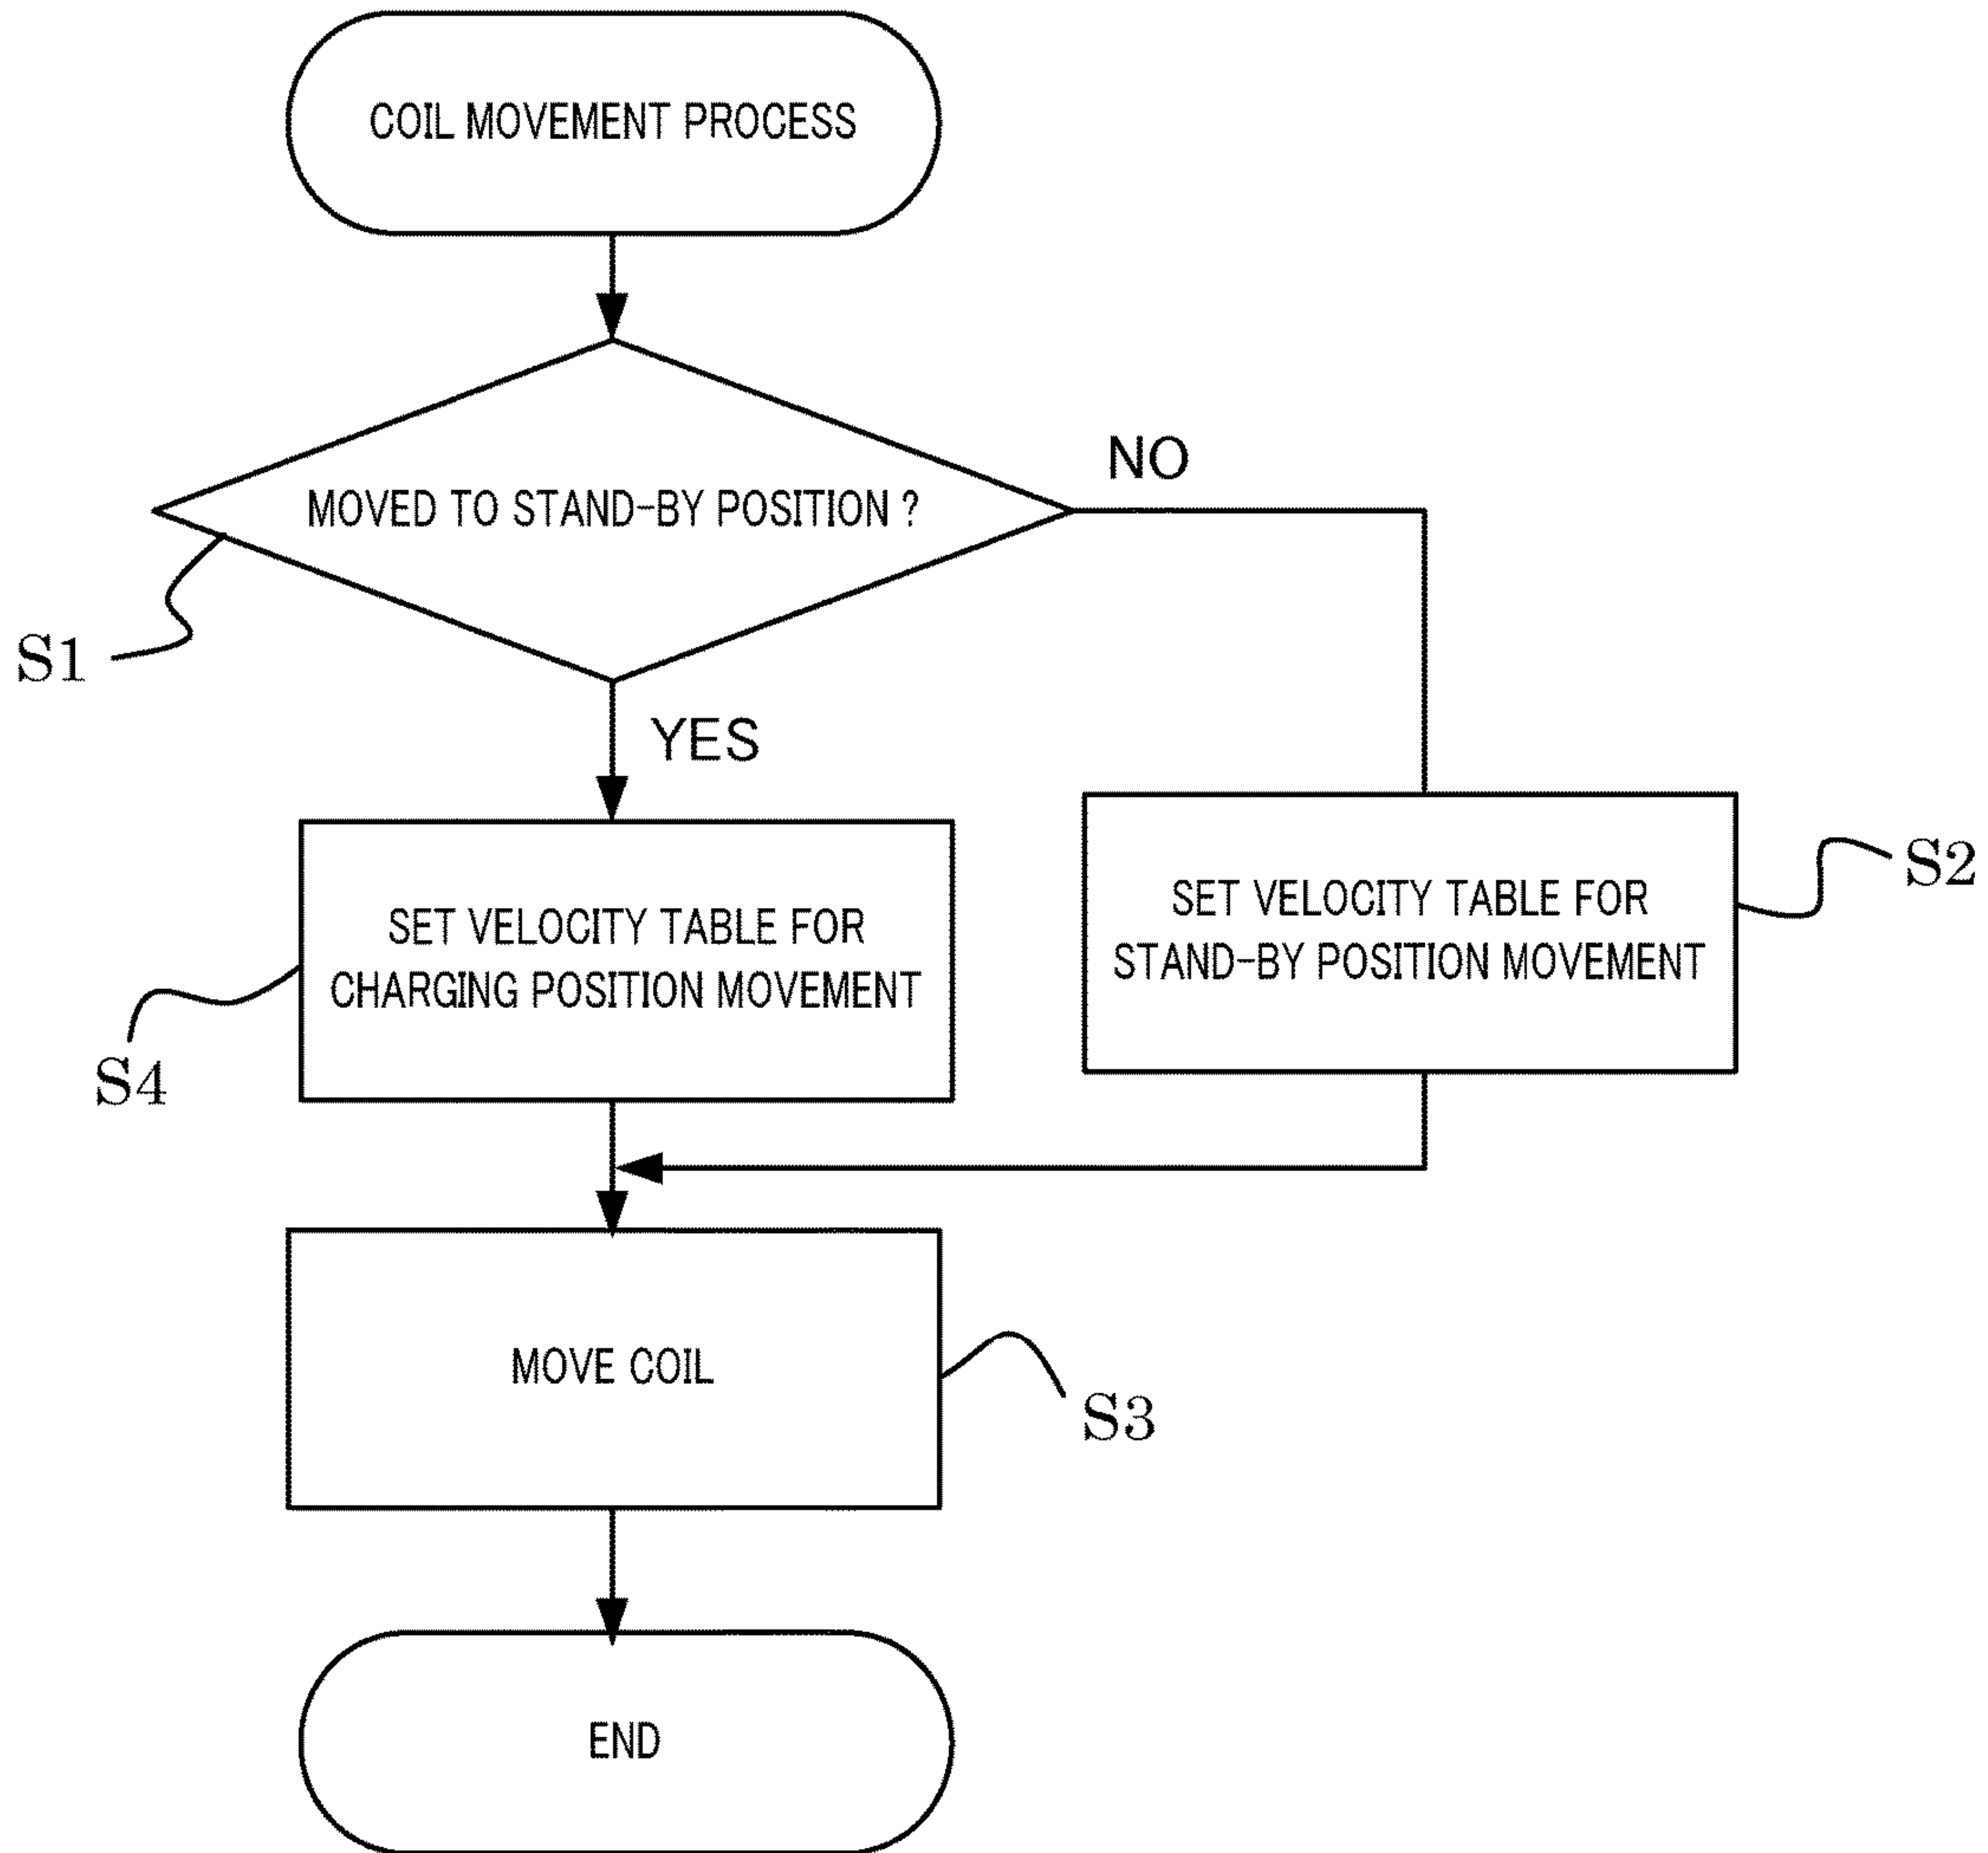 COIL MOVEMENT PROCESS
NO
MOVED TO STAND-BY POSITION ?
S1
YES
S2
SET VELOCITY TABLE FOR
STAND-BY POSITION MOVEMENT
SET VELOCITY TABLE FOR
CHARGING POSITION MOVEMENT
S4
MOVE COIL
S3
END